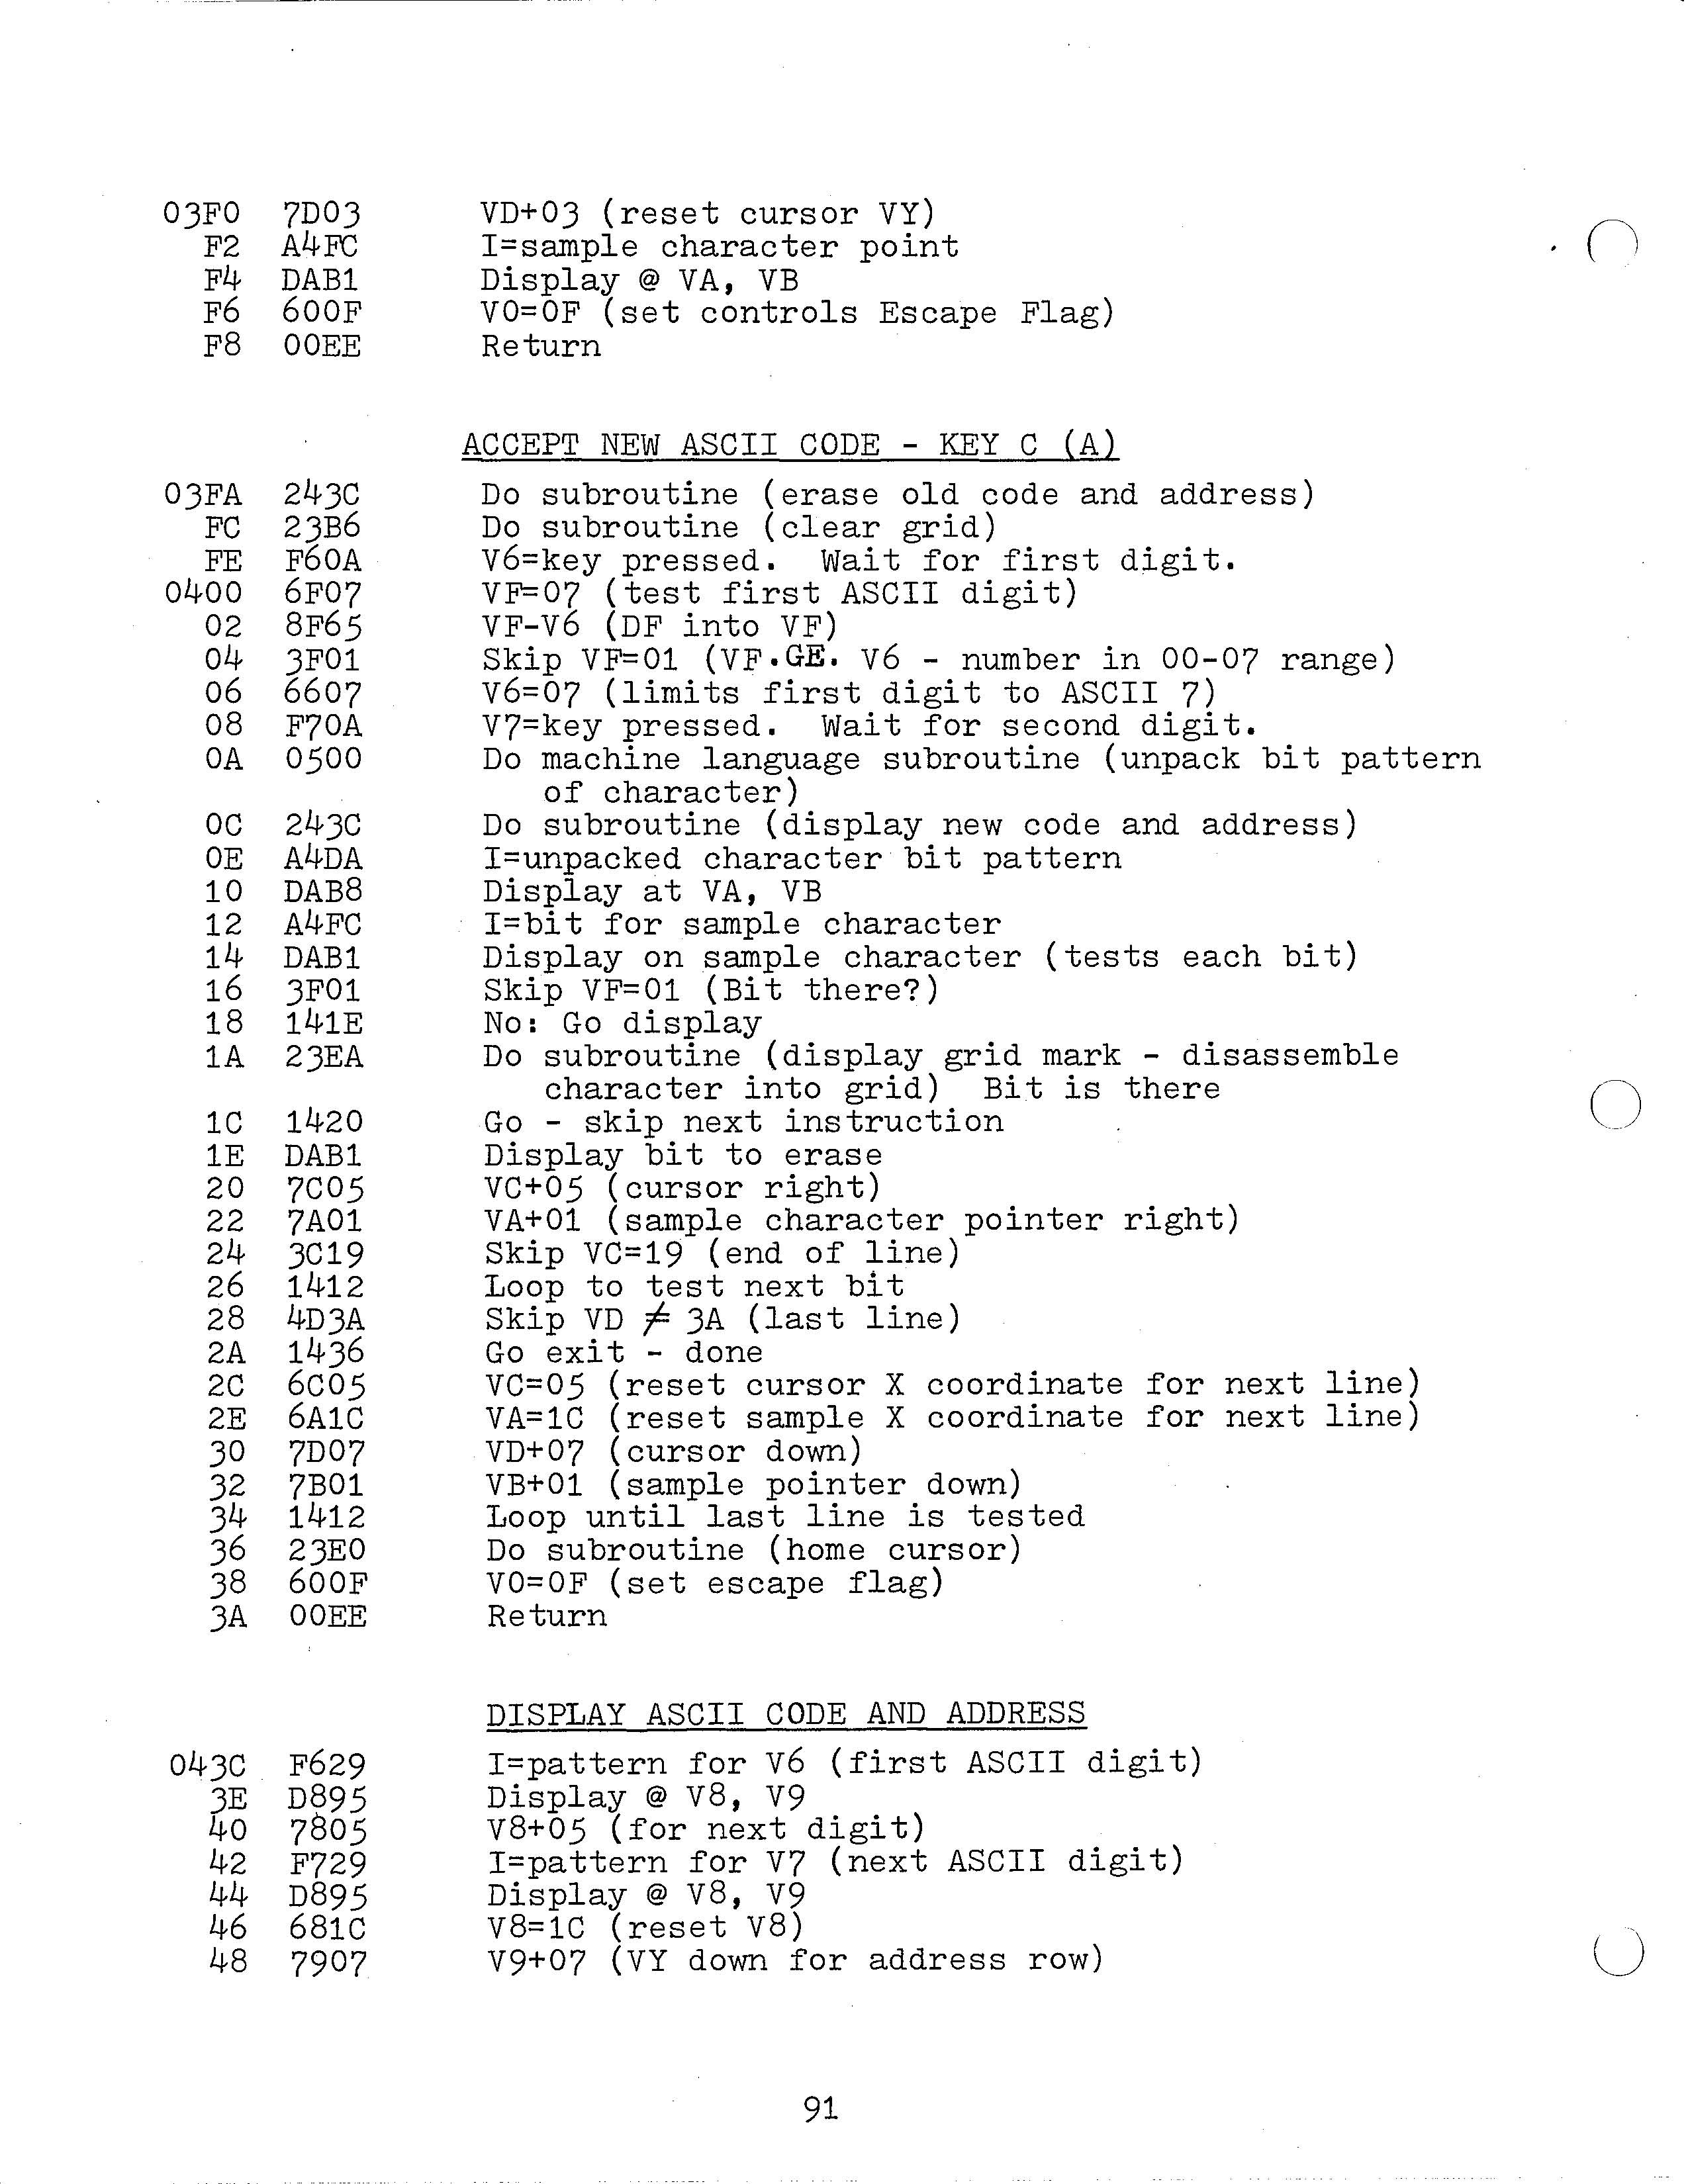 03F0 7D03 VD+03 (reset cursor VY)
F2 A4FC I=sample character point
F4 DAB1 Display @ VA, VB
F6 600F V0=0F (set controls Escape Flag)
F8 00EE Return
ACCEPT NEW ASCII CODE - KEY C (A)
03FA 243C Do subroutine (erase old code and address)
FC 23B6 Do subroutine (clear grid)
FE F60A V6=key pressed. Wait for first digit.
0400 6F07 VF=07 (test first ASCII digit)
02 8F65 VF-V6 (DF into VF)
04 3F01 Skip VF=01 (VF.GE. V6 - number in 00-07 range)
06 6607 V6=07 (limits first digit to ASCII 7)
08 F70A V7=key pressed. Wait for second digit.
0A 0500 Do machine language subroutine (unpack bit pattern
of character)
0C 243C Do subroutine (display new code and address)
0E A4DA I=unpacked character bit pattern
10 DAB8 Display at VA, VB
12 A4FC I=bit for sample character
14 DAB1 Display on sample character (tests each bit)
16 3F01 Skip VF=01 (Bit there?)
18 141E No: Go display
1A 23EA Do subroutine (display grid mark - disassemble
character into grid) Bit is there
1C 1420 Go - skip next instruction
1E DAB1 Display bit to erase
20 7C05 VC+05 (cursor right)
22 7A01 VA+01 (sample character pointer right)
24 3C19 Skip VC=19 (end of line)
26 1412 Loop to test next bit
28 4D3A Skip VD ≠ 3A (last line)
2A 1436 Go exit - done
2C 6C05 VC=05 (reset cursor X coordinate for next line)
2E 6A1C VA=1C (reset sample X coordinate for next line)
30 7D07 VD+07 (cursor down)
32 7B01 VB+01 (sample pointer down)
34 1412 Loop until last line is tested
36 23E0 Do subroutine (home cursor)
38 600F V0=0F (set escape flag)
3A 00EE Return
DISPLAY ASCII CODE AND ADDRESS
043C F629 I=pattern for V6 (first ASCII digit)
3E D895 Display @ V8, V9
40 7805 V8+05 (for next digit)
42 F729 I=pattern for V7 (next ASCII digit)
44 D895 Display @ V8, V9
46 681C V8=1C (reset V8)
48 7907 V9+07 (VY down for address row)
91